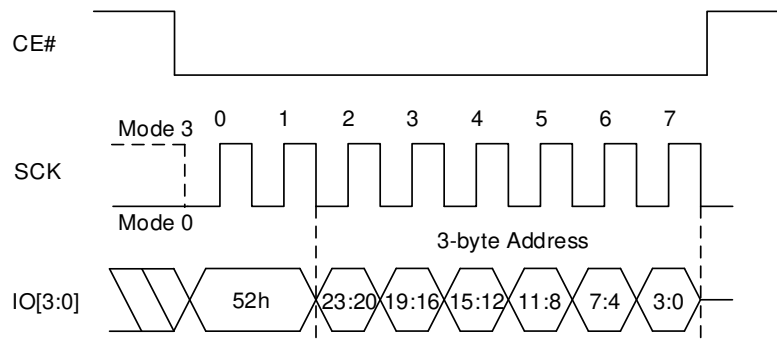 CE#
Mode 3 0 1 2 3 4 5 6 7
SCK
Mode 0
3-byte Address
IO[3:0] 52h 23:20 19:16 15:12 11:8 7:4 3:0